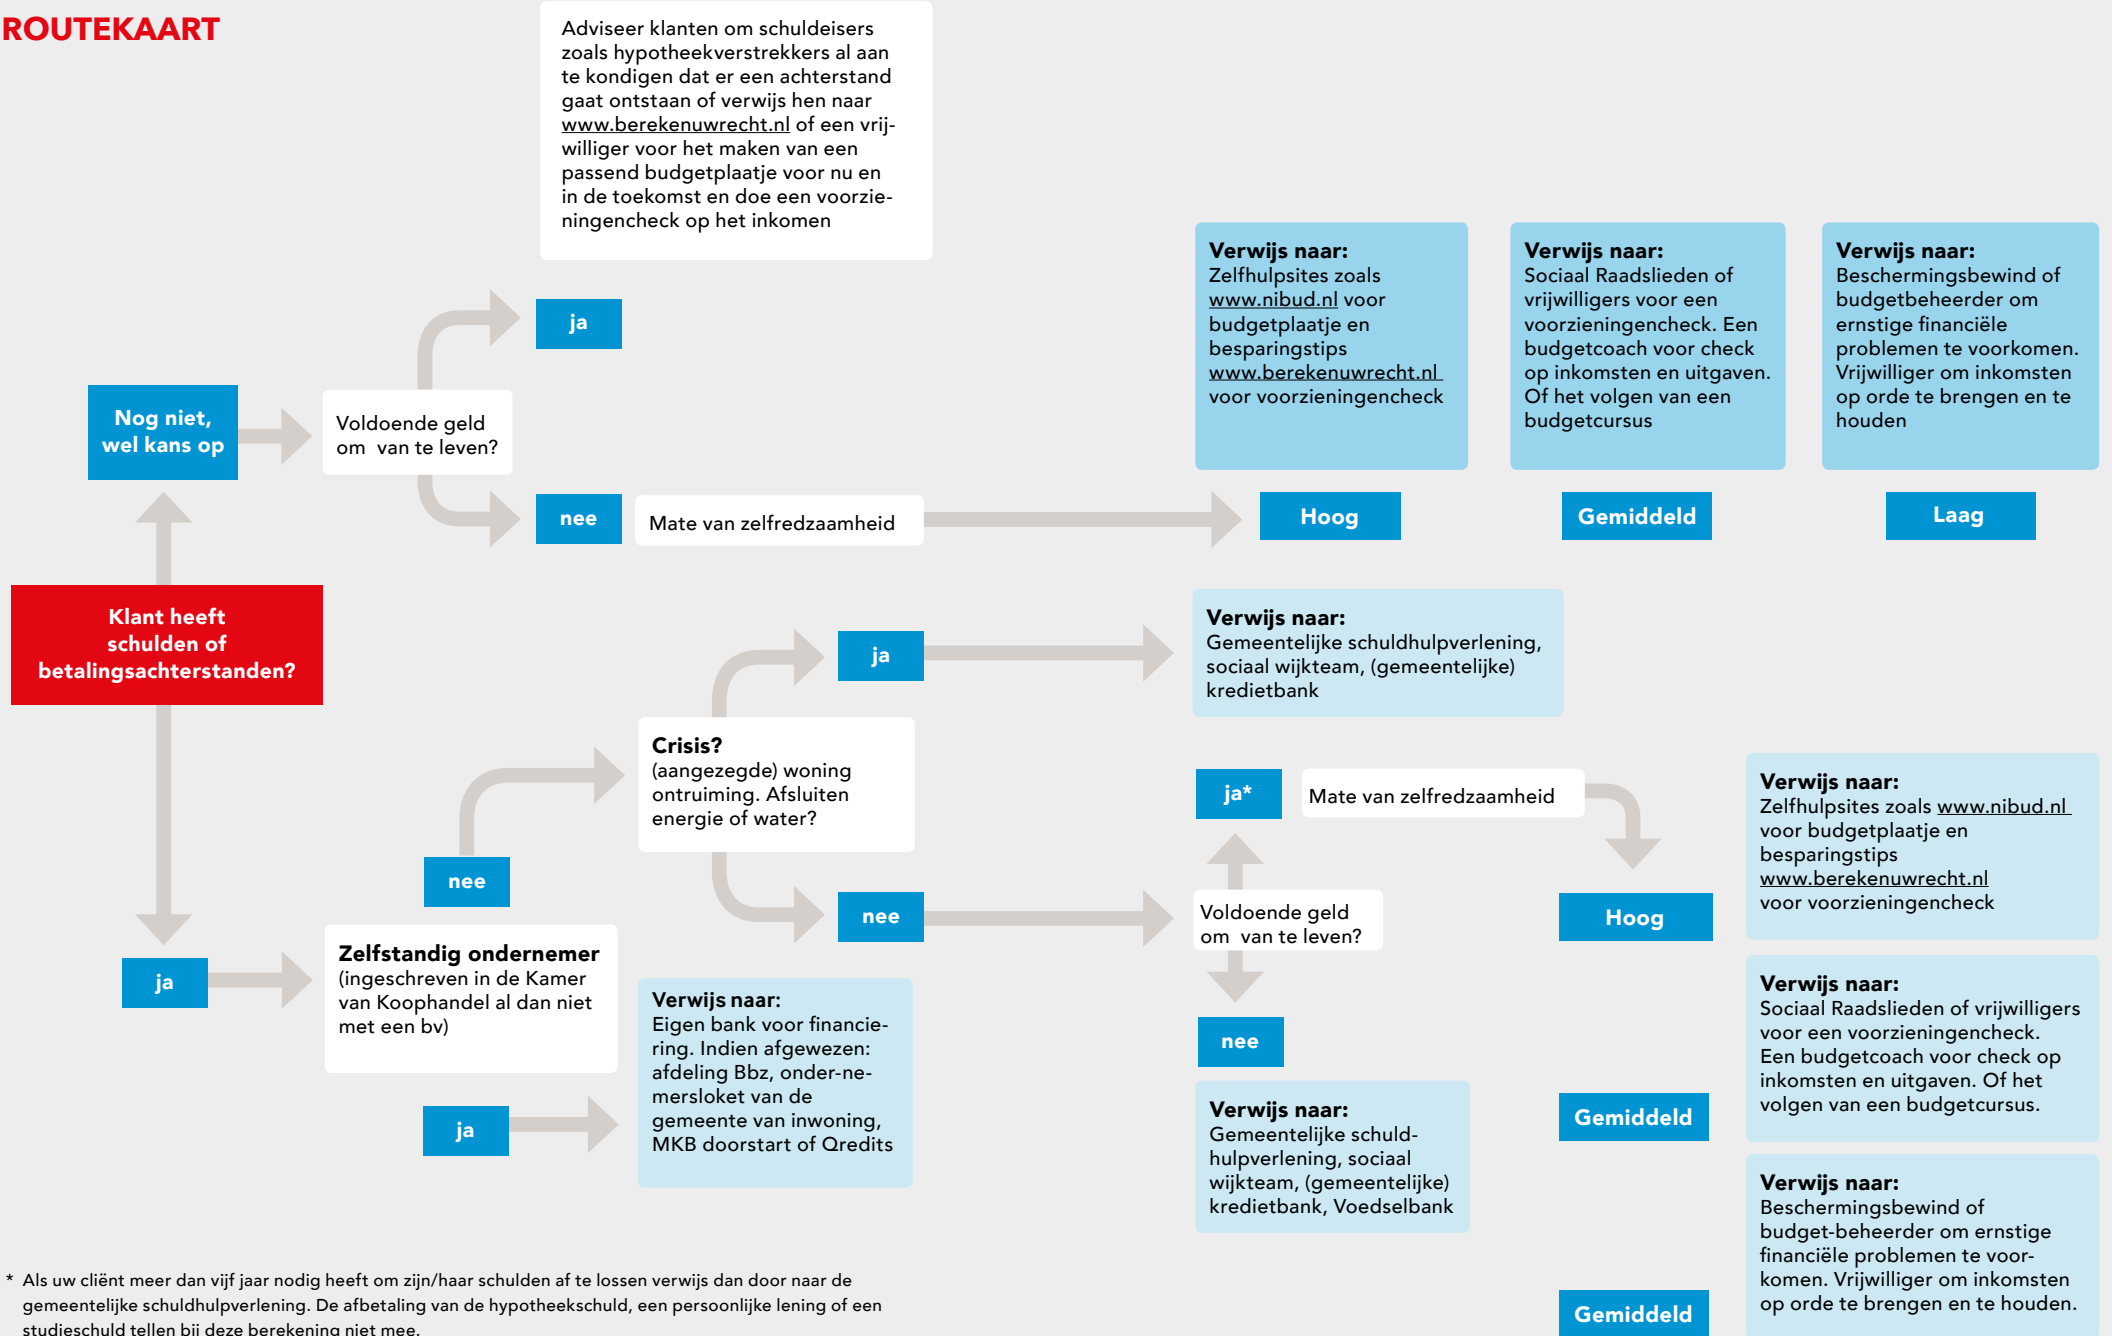 ROUTEKAART
Adviseer klanten om schuldeisers
zoals hypotheekverstrekkers al aan
te kondigen dat er een achterstand
gaat ontstaan of verwijs hen naar
www.berekenuwrecht.nl of een vrij-
williger voor het maken van een
passend budgetplaatje voor nu en
in de toekomst en doe een voorzie-
ningencheck op het inkomen
ja
Nog niet,
wel kans op
Voldoende geld
om  van te leven?
nee
Mate van zelfredzaamheid
Verwijs naar:
Zelfhulpsites zoals
www.nibud.nl voor
budgetplaatje en
besparingstips
www.berekenuwrecht.nl
voor voorzieningencheck
Hoog
Verwijs naar:
Sociaal Raadslieden of
vrijwilligers voor een
voorzieningencheck. Een
budgetcoach voor check
op inkomsten en uitgaven.
Of het volgen van een
budgetcursus
Gemiddeld
Verwijs naar:
Beschermingsbewind of
budgetbeheerder om
ernstige financiële
problemen te voorkomen.
Vrijwilliger om inkomsten
op orde te brengen en te
houden
Laag
Klant heeft
schulden of
betalingsachterstanden?
ja
Zelfstandig ondernemer
(ingeschreven in de Kamer
van Koophandel al dan niet
met een bv)
nee
ja
Verwijs naar:
Eigen bank voor financie-
ring. Indien afgewezen:
afdeling Bbz, onder-ne-
mersloket van de
gemeente van inwoning,
MKB doorstart of Qredits
Crisis?
(aangezegde) woning
ontruiming. Afsluiten
energie of water?
ja
Verwijs naar:
Gemeentelijke schuldhulpverlening,
sociaal wijkteam, (gemeentelijke)
kredietbank
nee
Voldoende geld
om  van te leven?
ja*
Mate van zelfredzaamheid
nee
Verwijs naar:
Gemeentelijke schuld-
hulpverlening, sociaal
wijkteam, (gemeentelijke)
kredietbank, Voedselbank
Hoog
Verwijs naar:
Zelfhulpsites zoals www.nibud.nl
voor budgetplaatje en
besparingstips
www.berekenuwrecht.nl
voor voorzieningencheck
Gemiddeld
Verwijs naar:
Sociaal Raadslieden of vrijwilligers
voor een voorzieningencheck.
Een budgetcoach voor check op
inkomsten en uitgaven. Of het
volgen van een budgetcursus.
Gemiddeld
Verwijs naar:
Beschermingsbewind of
budget-beheerder om ernstige
financiële problemen te voor-
komen. Vrijwilliger om inkomsten
op orde te brengen en te houden.
* Als uw cliënt meer dan vijf jaar nodig heeft om zijn/haar schulden af te lossen verwijs dan door naar de
gemeentelijke schuldhulpverlening. De afbetaling van de hypotheekschuld, een persoonlijke lening of een
studieschuld tellen bij deze berekening niet mee.